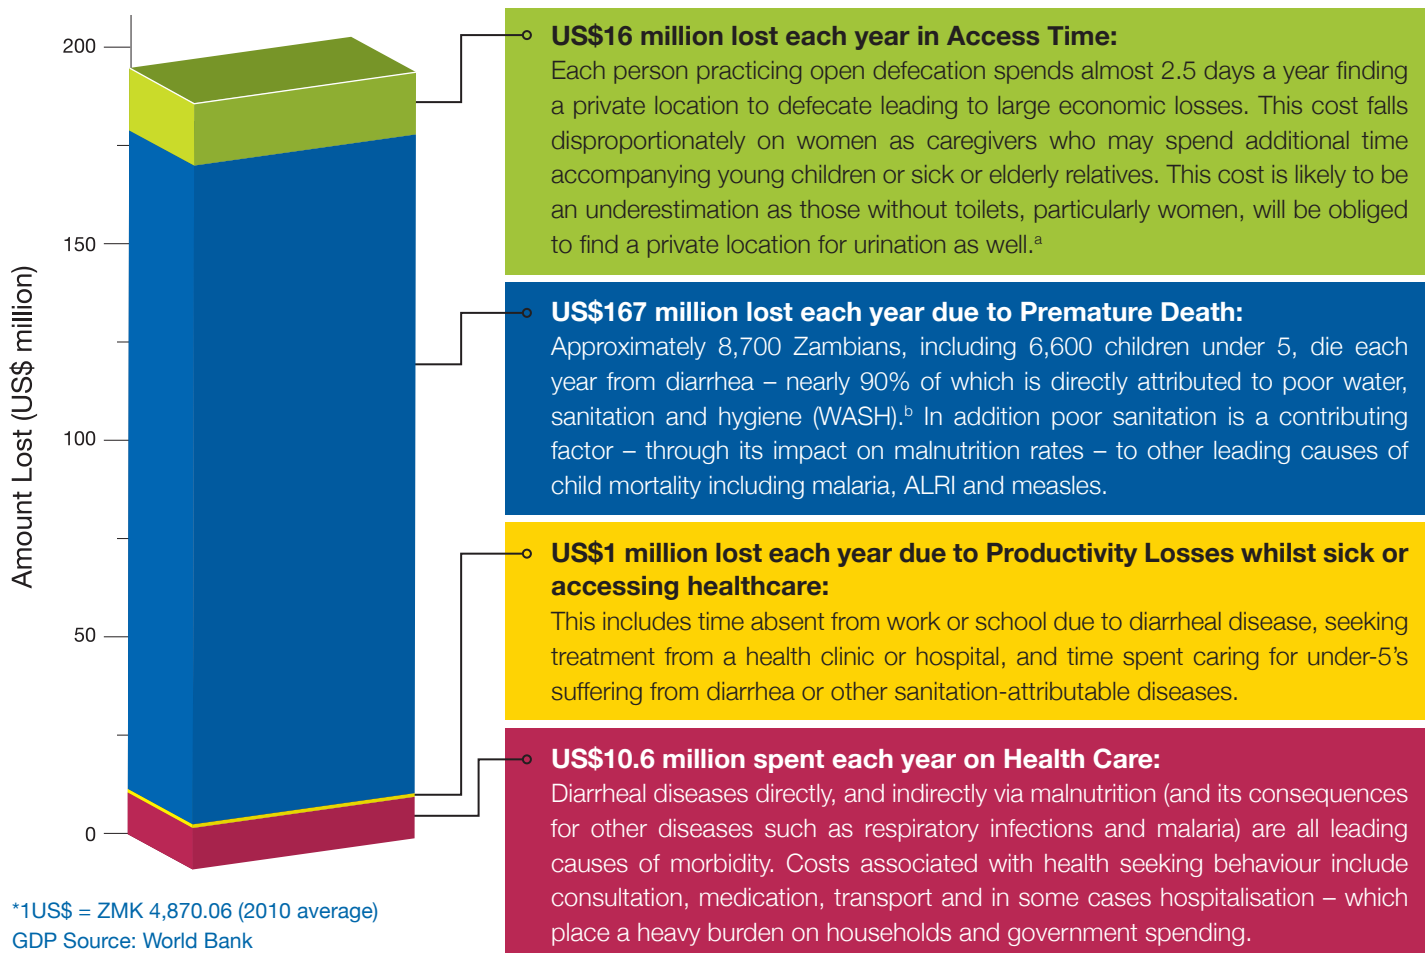 Amount Lost (US$ million)
200
150
100
50
0
*1US$ = ZMK 4,870.06 (2010 average)
GDP Source: World Bank
US$16 million lost each year in Access Time:
Each person practicing open defecation spends almost 2.5 days a year finding
a private location to defecate leading to large economic losses. This cost falls
disproportionately on women as caregivers who may spend additional time
accompanying young children or sick or elderly relatives. This cost is likely to be
an underestimation as those without toilets, particularly women, will be obliged
to find a private location for urination as well.a
US$167 million lost each year due to Premature Death:
Approximately 8,700 Zambians, including 6,600 children under 5, die each
year from diarrhea – nearly 90% of which is directly attributed to poor water,
sanitation and hygiene (WASH).b In addition poor sanitation is a contributing
factor – through its impact on malnutrition rates – to other leading causes of
child mortality including malaria, ALRI and measles.
US$1 million lost each year due to Productivity Losses whilst sick or
accessing healthcare:
This includes time absent from work or school due to diarrheal disease, seeking
treatment from a health clinic or hospital, and time spent caring for under-5's
suffering from diarrhea or other sanitation-attributable diseases.
US$10.6 million spent each year on Health Care:
Diarrheal diseases directly, and indirectly via malnutrition (and its consequences
for other diseases such as respiratory infections and malaria) are all leading
causes of morbidity. Costs associated with health seeking behaviour include
consultation, medication, transport and in some cases hospitalisation – which
place a heavy burden on households and government spending.